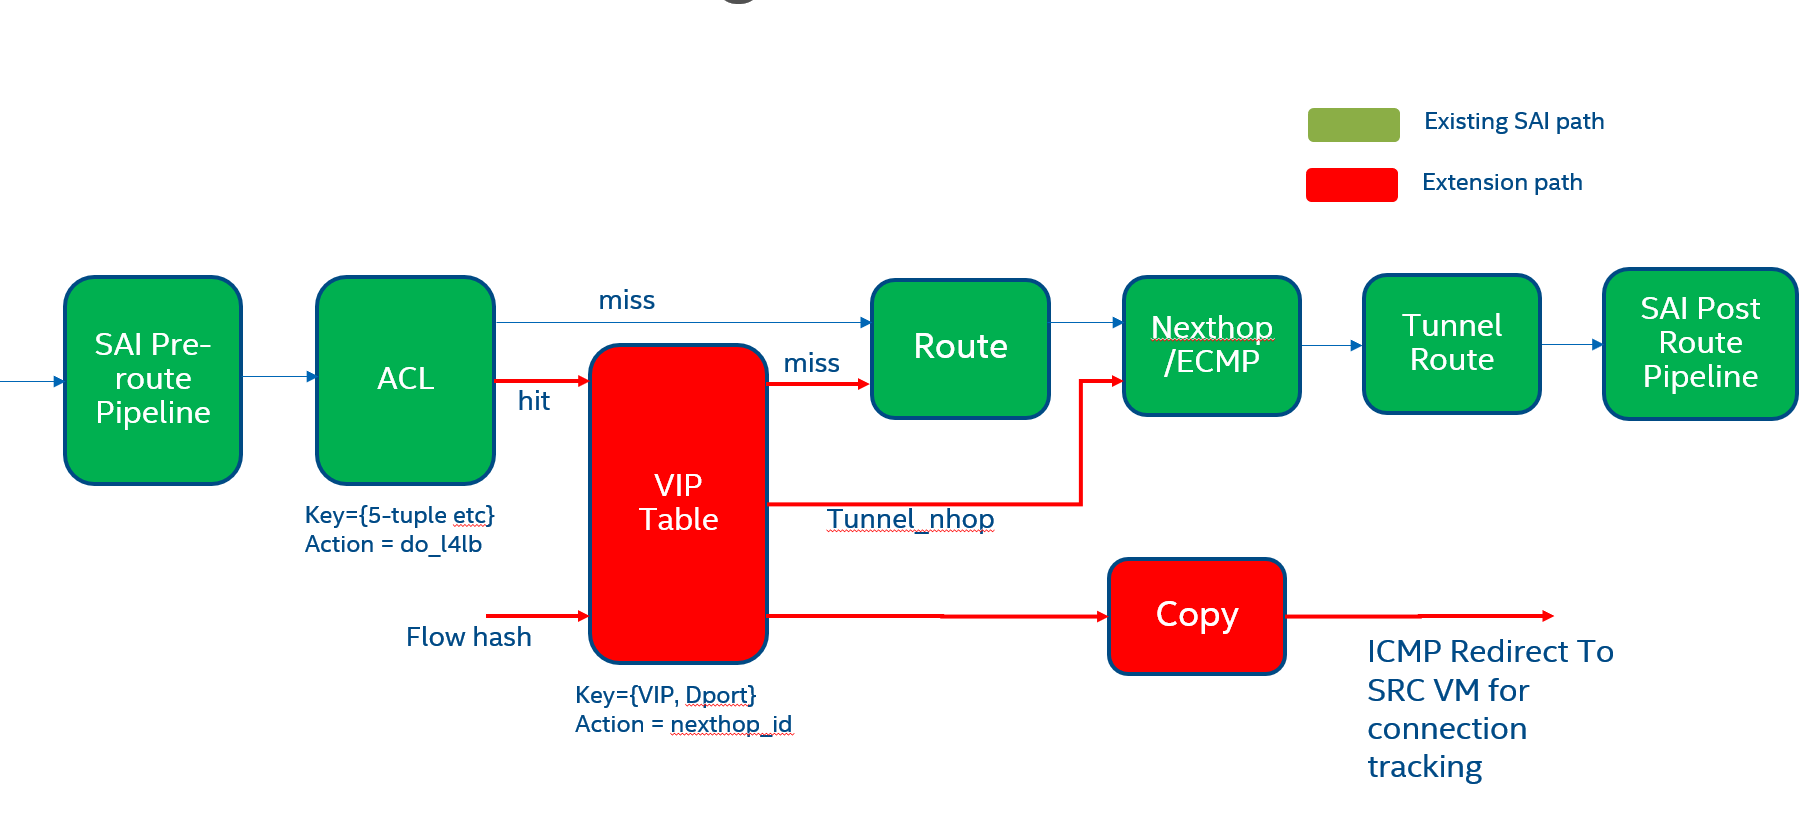 Existing SAI path
Extension path
SAI Pre-
route
Pipeline
ACL
miss
hit
Key={5-tuple etc}
Action = do_l4lb
Flow hash
VIP
Table
Key={VIP, Dport}
Action = nexthop_id
miss
Tunnel_nhop
Route
Nexthop
/ECMP
Tunnel
Route
SAI Post
Route
Pipeline
Copy
ICMP Redirect To
SRC VM for
connection
tracking